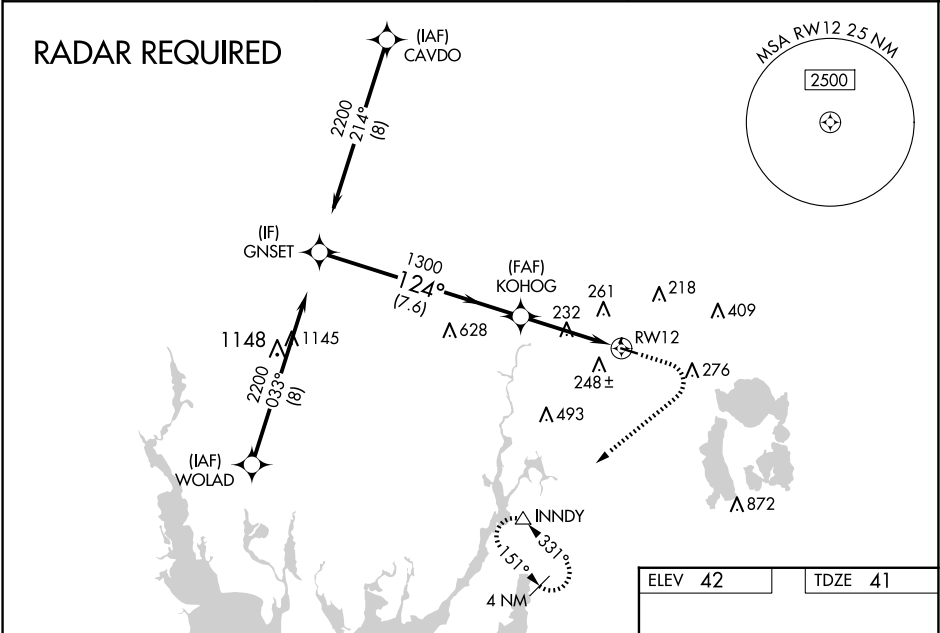 RADAR REQUIRED
(IAF)
CAVDO
MSA RW12 25 NM
2500
2200
214°
(8)
(IF)
GNSET
1300
124°
(7.6)
(FAF)
KOHOG
261
218
409
232
628
RW12
1148
1145
248±
276
2200
033°
(8)
493
(IAF)
WOLAD
872
INNDY
331°
151°
4 NM
ELEV 42
TDZE 41